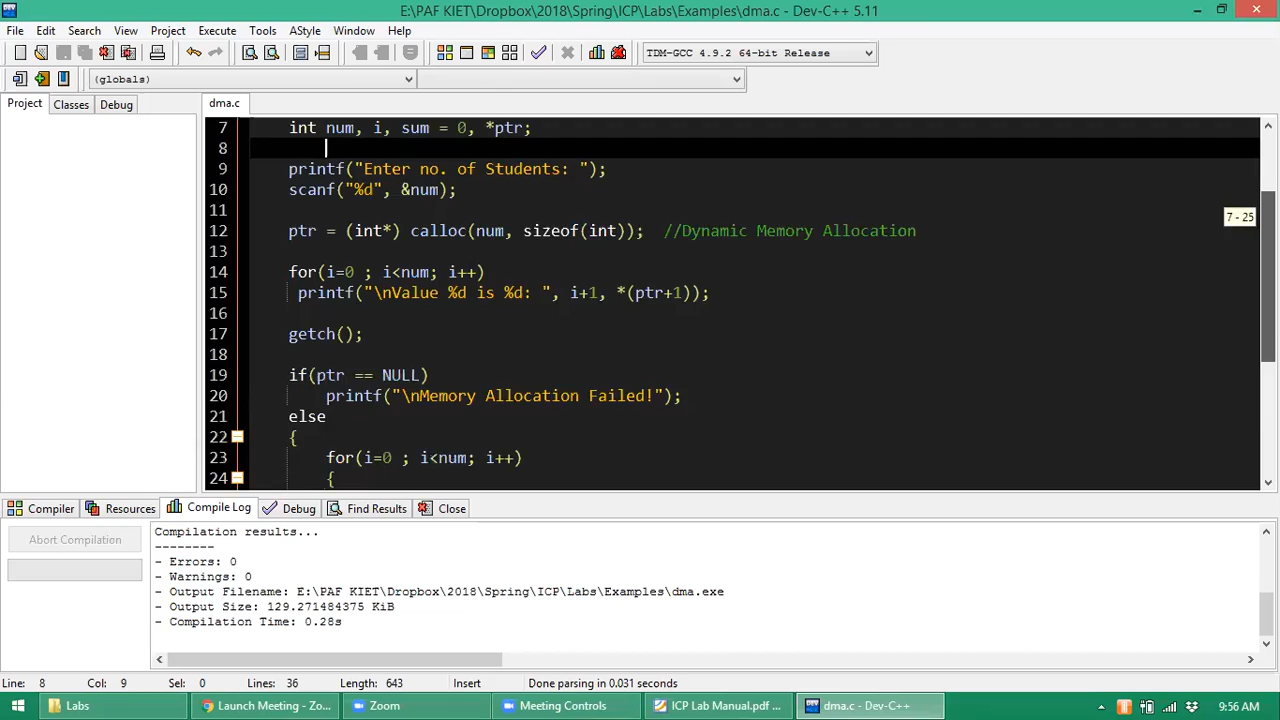 E:\PAF KIET\Dropbox\2018\Spring\ICP\Labs\Examples\dma.c - Dev-C++ 5.11
File Edit Search View Project Execute Tools AStyle Window Help
TDM-GCC 4.9.2 64-bit Release
(globals)
Project Classes Debug dma.c
7 int num, i, sum = 0, *ptr;
8
9 printf("Enter no. of Students: ");
10 scanf("%d", &num);
11
7 - 25
12 ptr = (int*) calloc(num, sizeof(int)); //Dynamic Memory Allocation
13
14 for(i=0 ; i<num; i++)
15 printf("\nValue %d is %d: ", i+1, *(ptr+1));
16
17 getch();
18
19 if(ptr == NULL)
20 printf("\nMemory Allocation Failed!");
21 else
22 {
23 for(i=0 ; i<num; i++)
24 {
Compiler Resources Compile Log Debug Find Results Close
Abort Compilation
Compilation results...
--------
- Errors: 0
- Warnings: 0
- Output Filename: E:\PAF KIET\Dropbox\2018\Spring\ICP\Labs\Examples\dma.exe
- Output Size: 129.271484375 KiB
- Compilation Time: 0.28s
Line: 8 Col: 9 Sel: 0 Lines: 36 Length: 643 Insert Done parsing in 0.031 seconds
Labs Launch Meeting - Zo... Zoom Meeting Controls ICP Lab Manual.pdf ... dma.c - Dev-C++ 9:56 AM